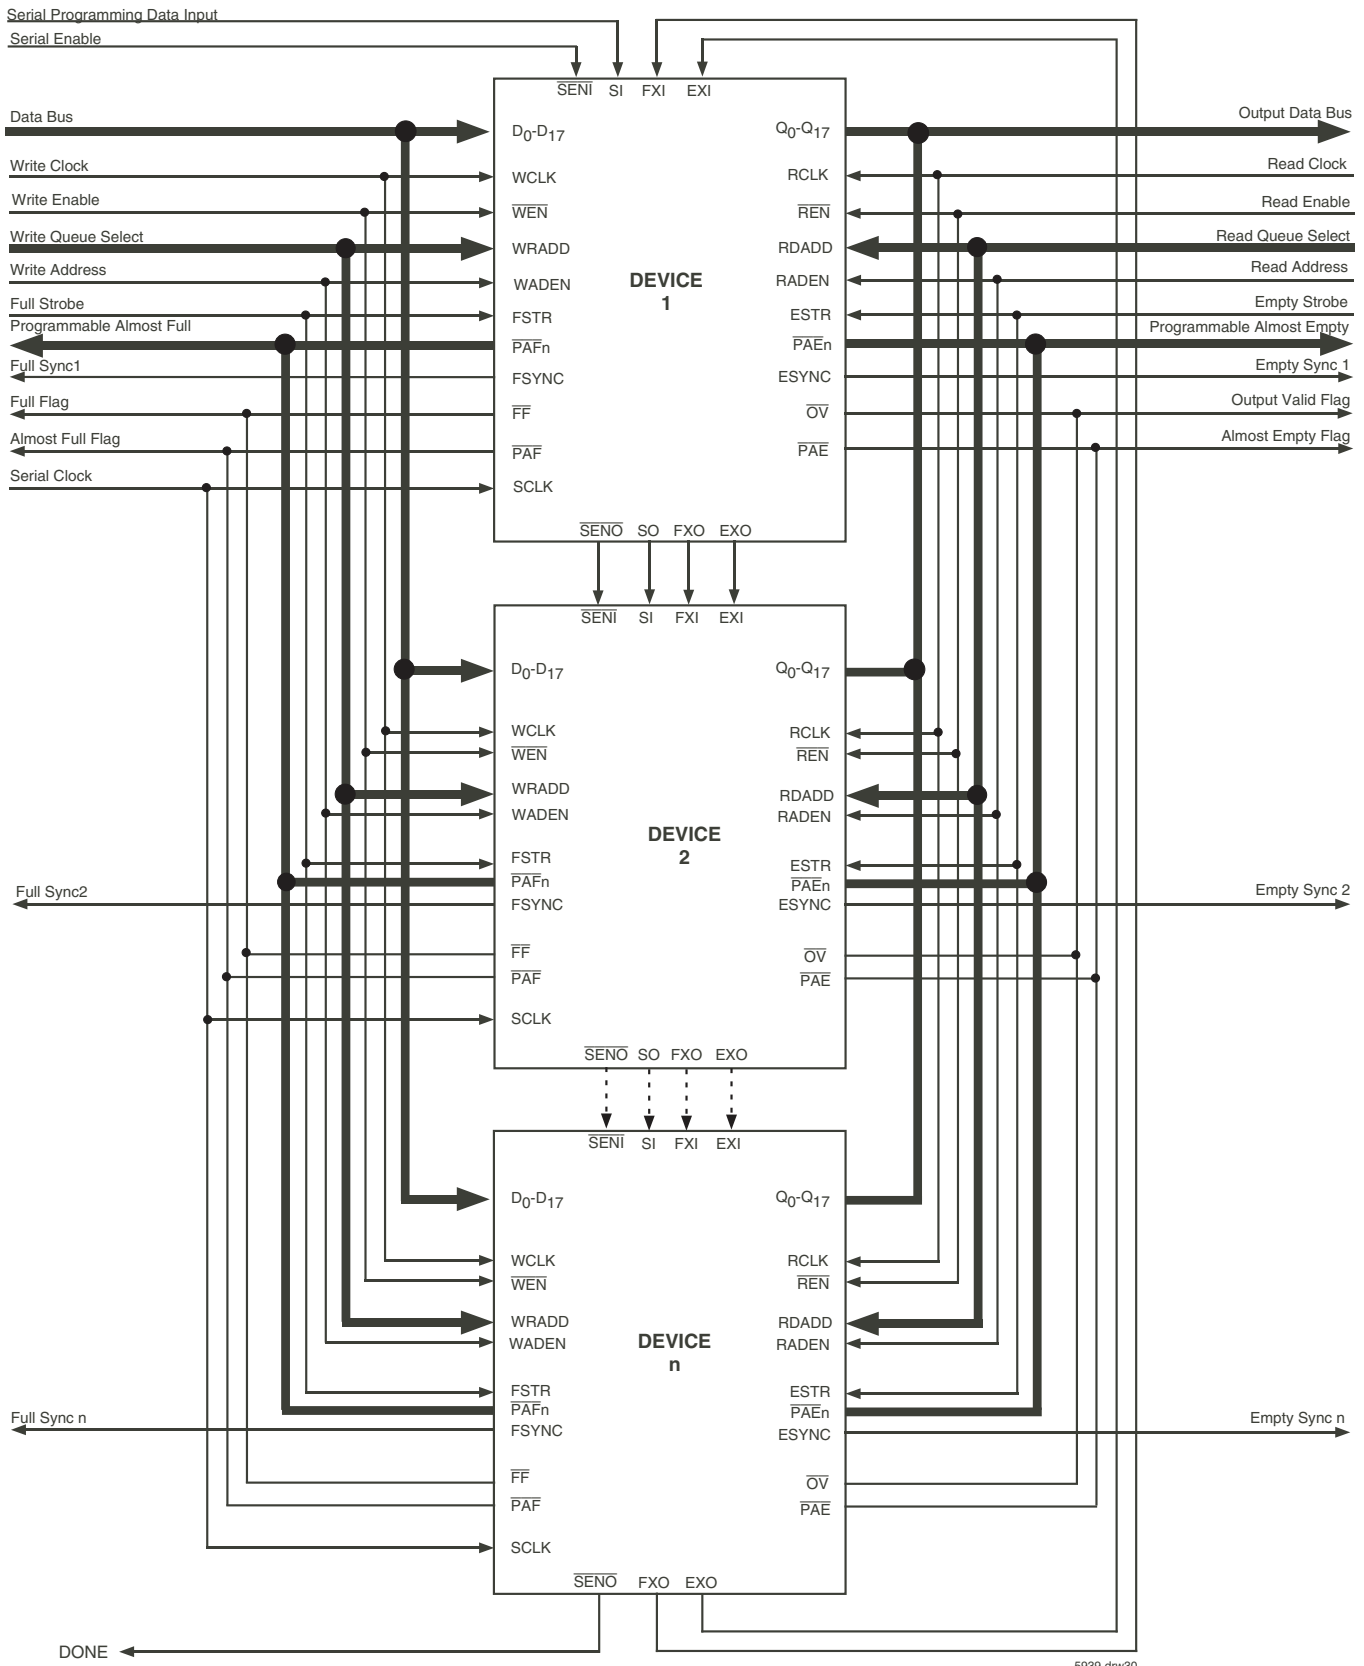 Serial Programming Data Input
Serial Enable
SENI SI FXI EXI
Data Bus
D0-D17
Q0-Q17
Output Data Bus
Write Clock
WCLK
RCLK
Read Clock
Write Enable
WEN
REN
Read Enable
Write Queue Select
WRADD
RDADD
Read Queue Select
Write Address
WADEN
DEVICE
1
RADEN
Read Address
Full Strobe
FSTR
ESTR
Empty Strobe
Programmable Almost Full
PAFn
PAEn
Programmable Almost Empty
Full Sync1
FSYNC
ESYNC
Empty Sync 1
Full Flag
FF
OV
Output Valid Flag
Almost Full Flag
PAF
PAE
Almost Empty Flag
Serial Clock
SCLK
SENO SO FXO EXO
SENI SI FXI EXI
D0-D17
Q0-Q17
WCLK
RCLK
WEN
REN
WRADD
RDADD
WADEN
RADEN
DEVICE
2
FSTR
ESTR
PAFn
PAEn
Full Sync2
FSYNC
ESYNC
Empty Sync 2
FF
OV
PAF
PAE
SCLK
SENO SO FXO EXO
SENI SI FXI EXI
D0-D17
Q0-Q17
WCLK
RCLK
WEN
REN
WRADD
RDADD
WADEN
RADEN
DEVICE
n
FSTR
ESTR
PAFn
PAEn
Full Sync n
FSYNC
ESYNC
Empty Sync n
FF
OV
PAF
PAE
SCLK
SENO FXO EXO
DONE
5939 drw30